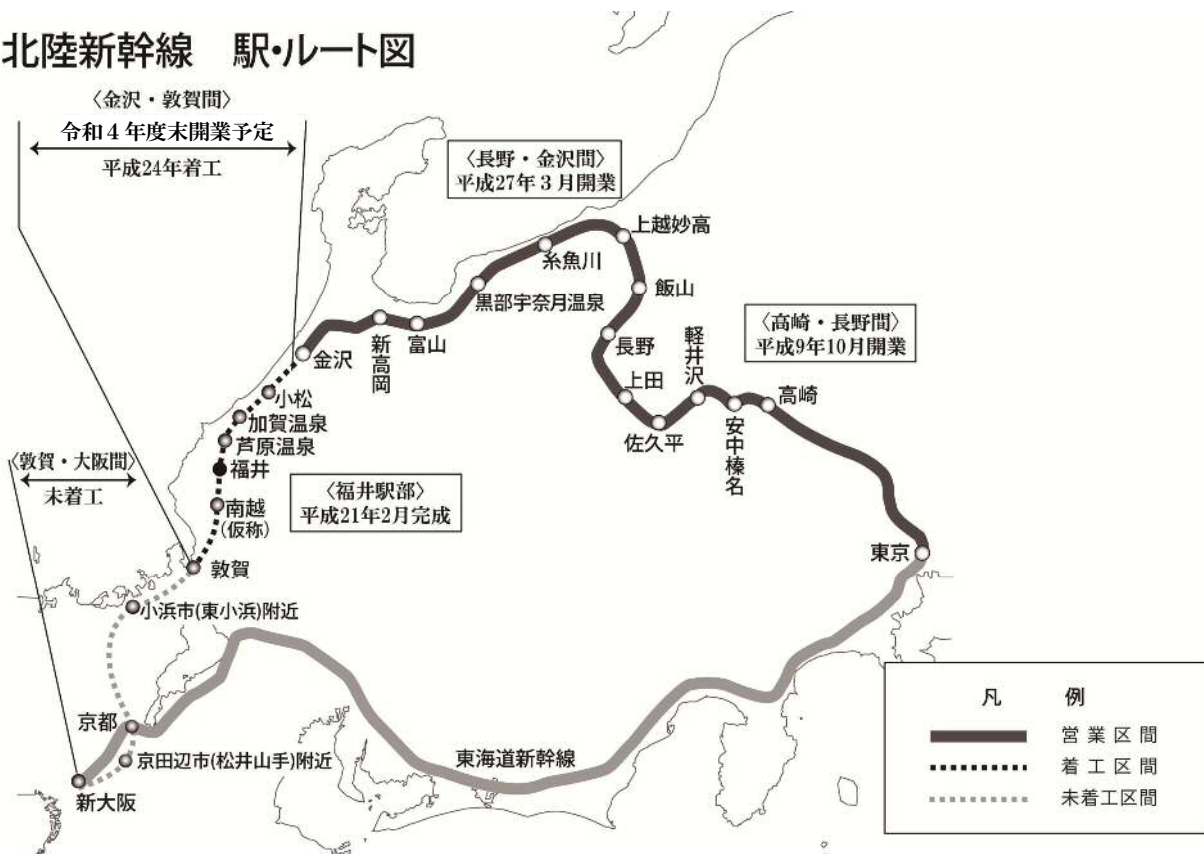 北陸新幹線　駅・ルート図
〈金沢・敦賀間〉
令和４年度末開業予定
平成24年着工
〈長野・金沢間〉
平成27年３月開業
上越妙高
糸魚川
飯山
黒部宇奈月温泉
〈高崎・長野間〉
平成9年10月開業
長野
軽井沢
富山
新高岡
金沢
上田
高崎
小松
加賀温泉
佐久平
安中榛名
芦原温泉
〈敦賀・大阪間〉
未着工
福井
〈福井駅部〉
平成21年2月完成
南越
(仮称)
東京
敦賀
小浜市(東小浜)附近
京都
京田辺市(松井山手)附近
東海道新幹線
新大阪
凡　例
営業区間
着工区間
未着工区間